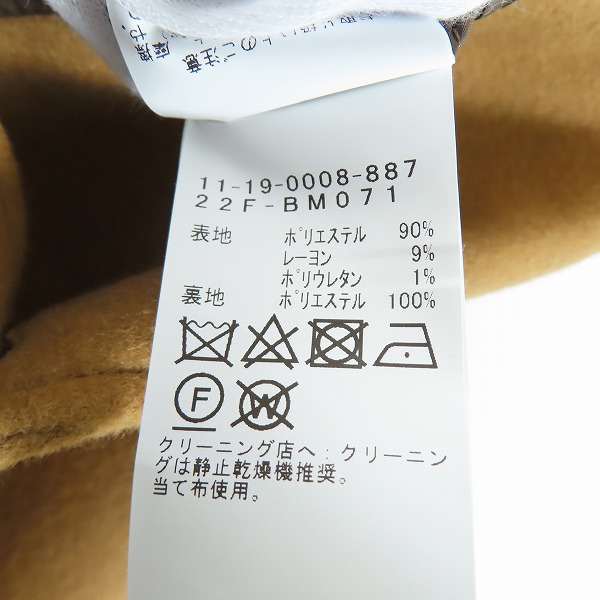 ご注意
11-19-0008-887
22F-BM071
表地 ポリエステル 90%
レーヨン 9%
ポリウレタン 1%
裏地 ポリエステル 100%
F
W
クリーニング店へ:クリーニン
グは静止乾燥機推奨。
当て布使用。